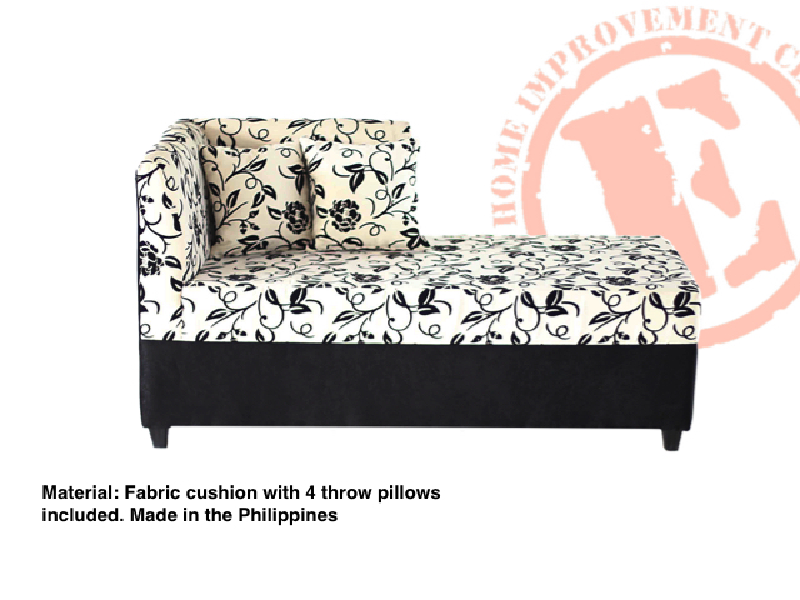 HOME IMPROVEMENT
E
Material: Fabric cushion with 4 throw pillows
included. Made in the Philippines